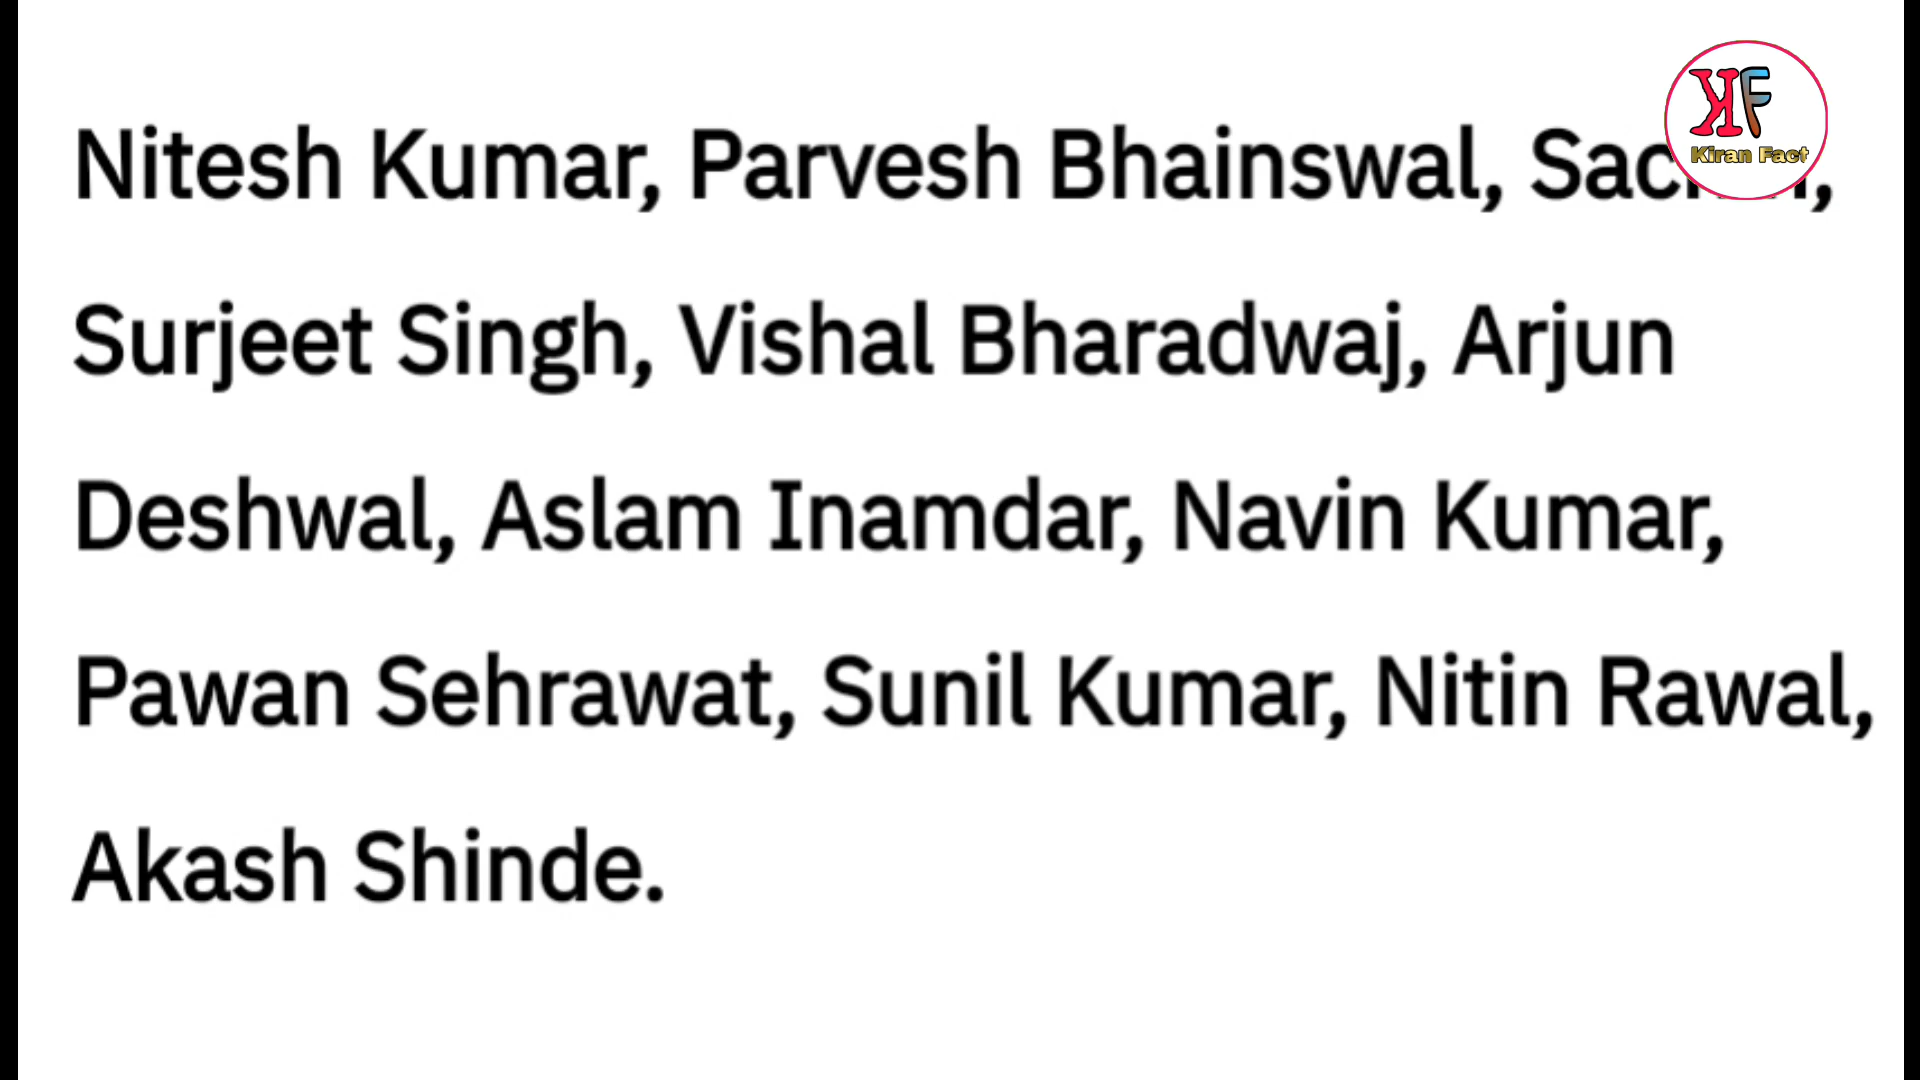 Nitesh Kumar, Parvesh Bhainswal,
Surjeet Singh, Vishal Bharadwaj, Arjun
Deshwal, Aslam Inamdar, Navin Kumar,
Pawan Sehrawat, Sunil Kumar, Nitin Rawal,
Akash Shinde.
KF
Kiran Fact